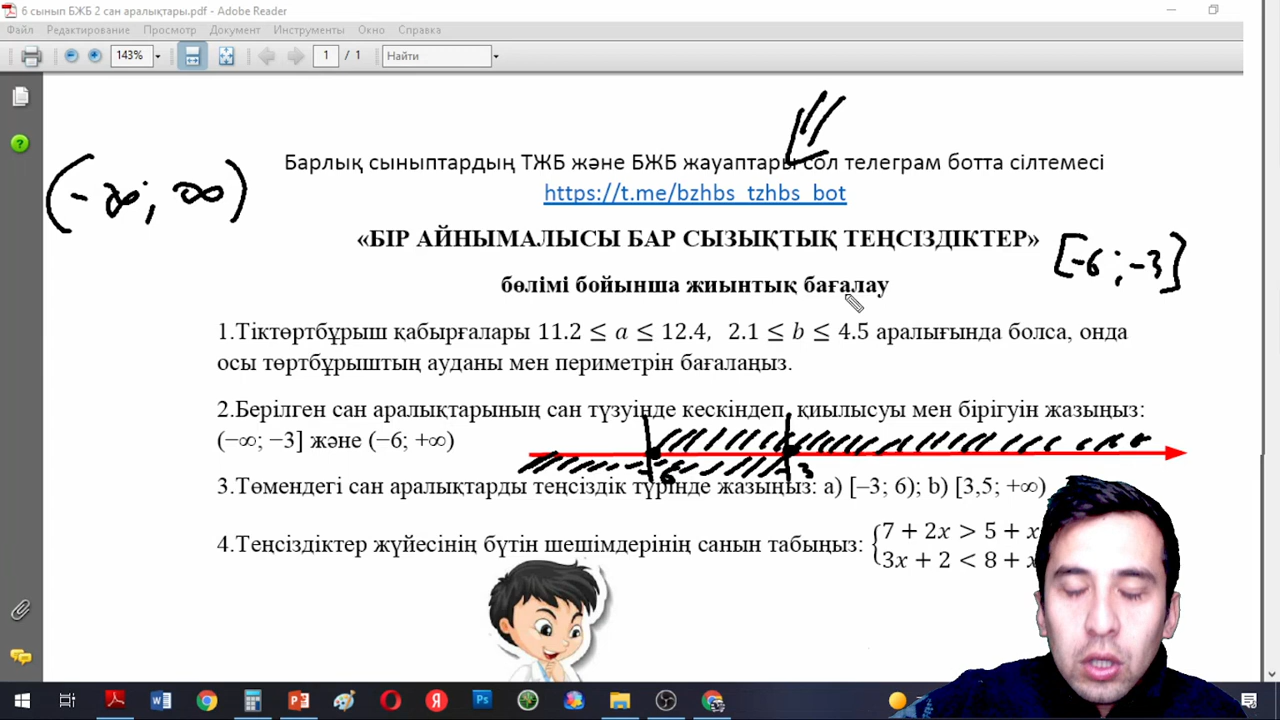 6 сынып БЖБ 2 сан аралықтары.pdf - Adobe Reader
Файл Редактирование Просмотр Документ Инструменты Окно Справка
143% 1 / 1 Найти
Барлық сыныптардың ТЖБ және БЖБ жауаптары сол телеграм ботта сілтемесі
(-∞; ∞)
https://t.me/bzhbs_tzhbs_bot
«БІР АЙНЫМАЛЫСЫ БАР СЫЗЫҚТЫҚ ТЕҢСІЗДІКТЕР»
[-6; -3]
бөлімі бойынша жиынтық бағалау
1.Тіктөртбұрыш қабырғалары 11.2 ≤ a ≤ 12.4, 2.1 ≤ b ≤ 4.5 аралығында болса, онда
осы төртбұрыштың ауданы мен периметрін бағалаңыз.
2.Берілген сан аралықтарының сан түзуінде кескіндеп, қиылысуы мен бірігуін жазыңыз:
(−∞; −3] және (−6; +∞)
-6 -3
3.Төмендегі сан аралықтарды теңсіздік түрінде жазыңыз: a) [–3; 6); b) [3,5; +∞)
4.Теңсіздіктер жүйесінің бүтін шешімдерінің санын табыңыз: {7 + 2x > 5 + x
3x + 2 < 8 + x